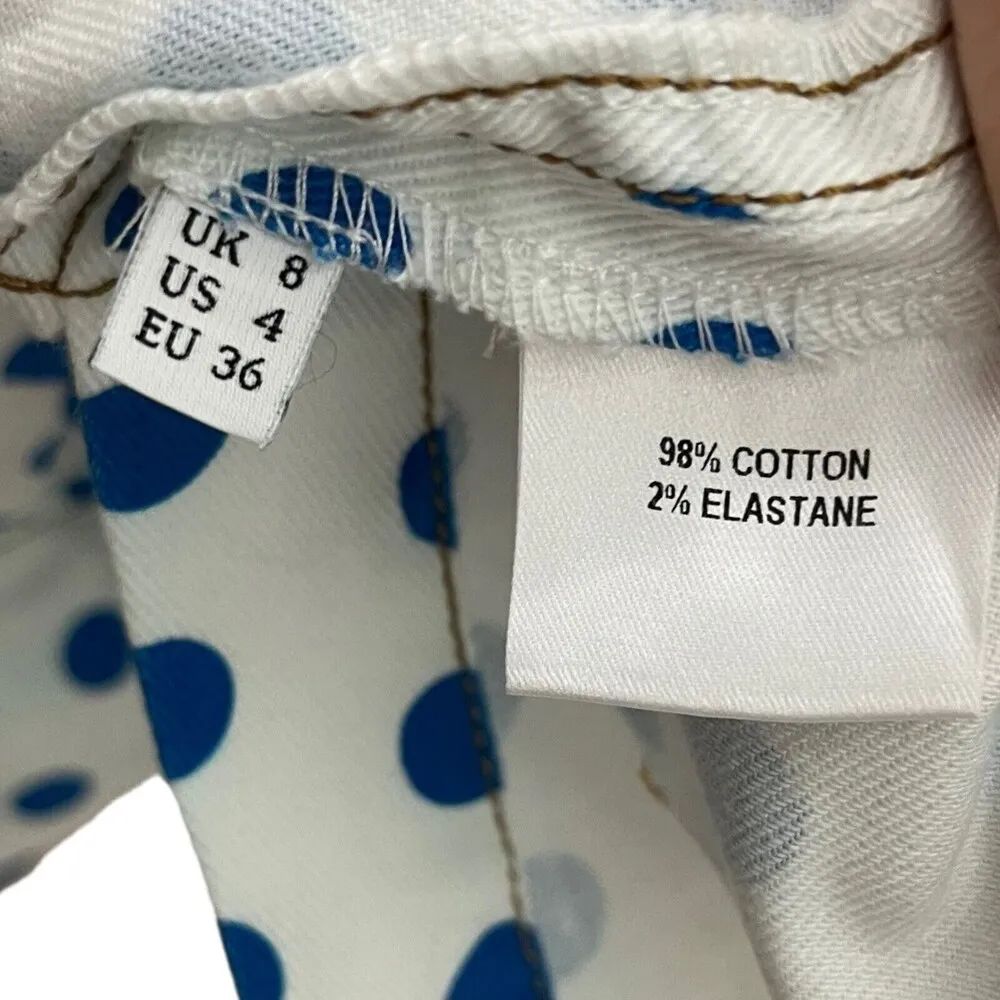 UK 8
US 4
EU 36
98% COTTON
2% ELASTANE